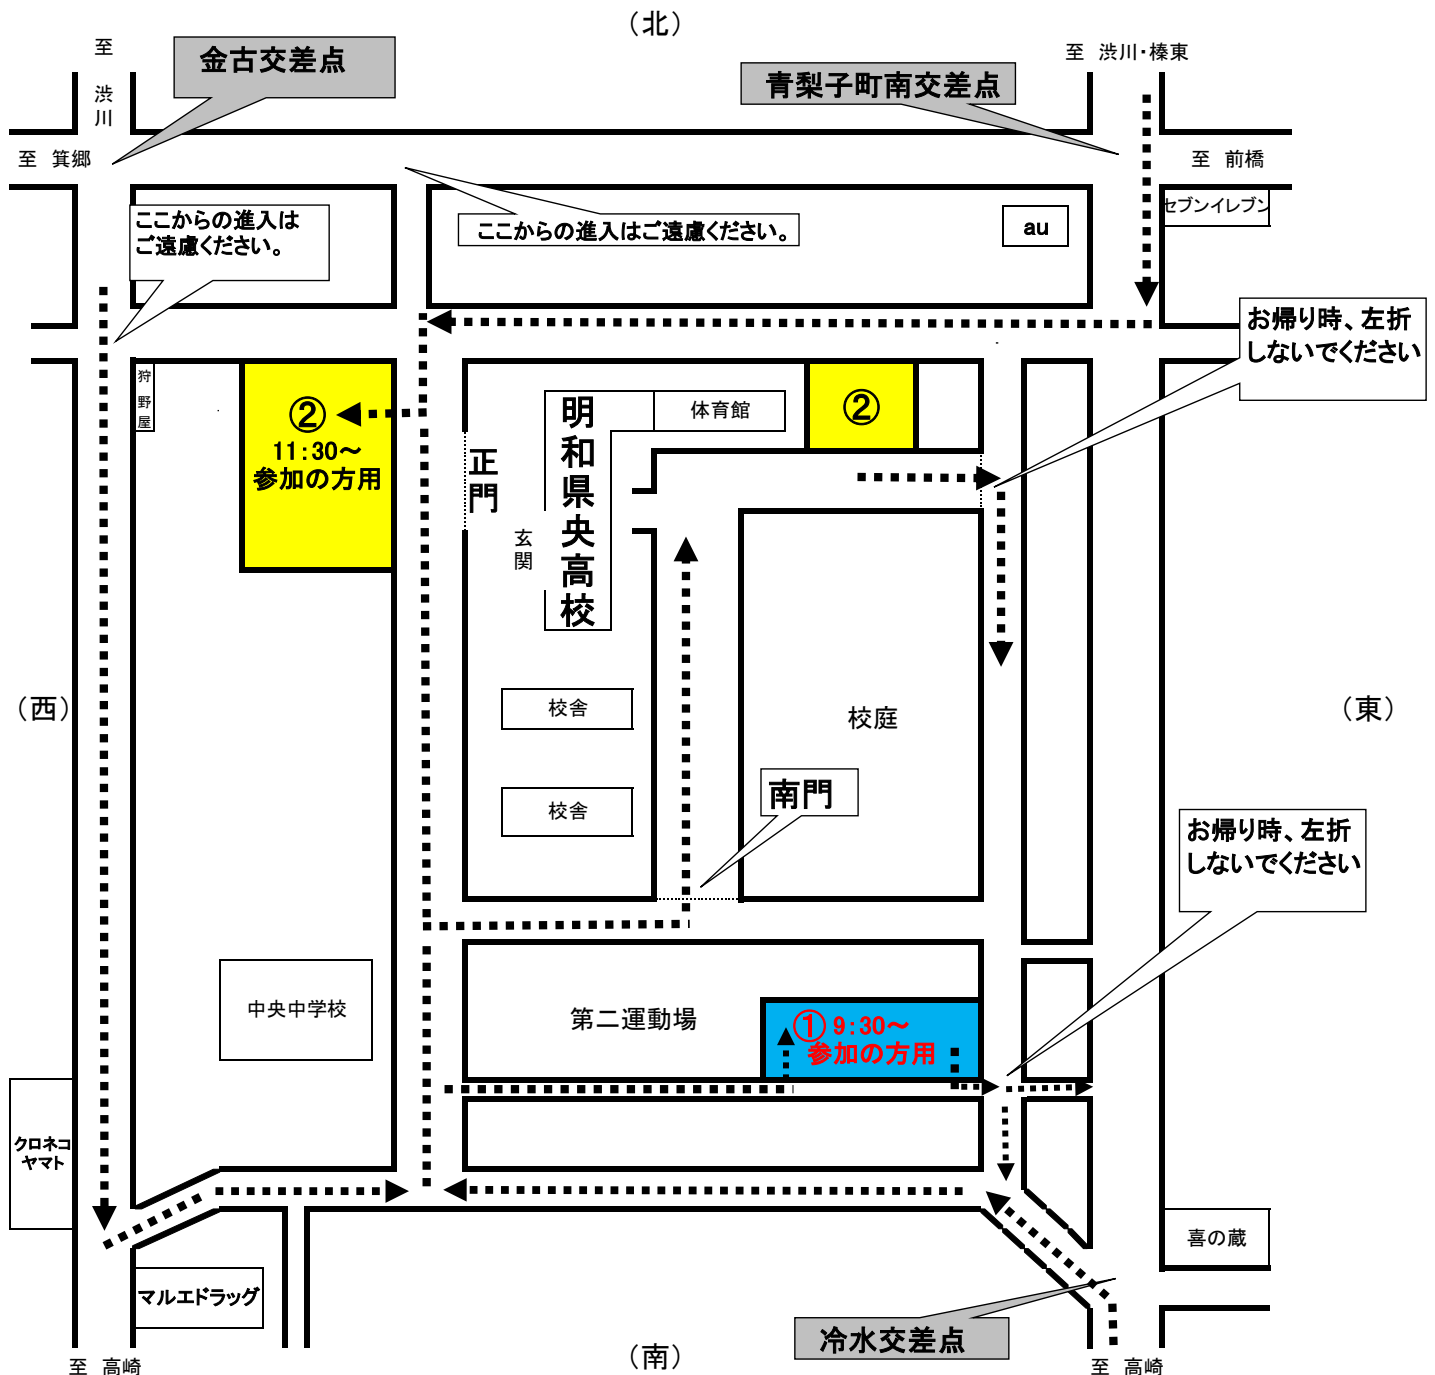 （北）
至
渋
川
金古交差点
青梨子町南交差点
至　渋川・榛東
至　箕郷
至　前橋
セブンイレブン
ここからの進入は
ご遠慮ください。
ここからの進入はご遠慮ください。
au
お帰り時、左折
しないでください
狩
野
屋
②
11：30～
参加の方用
正
門
玄
関
明
和
県
央
高
校
体育館
②
（西）
校舎
校庭
（東）
校舎
南門
お帰り時、左折
しないでください
中央中学校
第二運動場
① 9：30～
参加の方用
クロネコ
ヤマト
喜の蔵
マルエドラッグ
冷水交差点
至　高崎
（南）
至　高崎